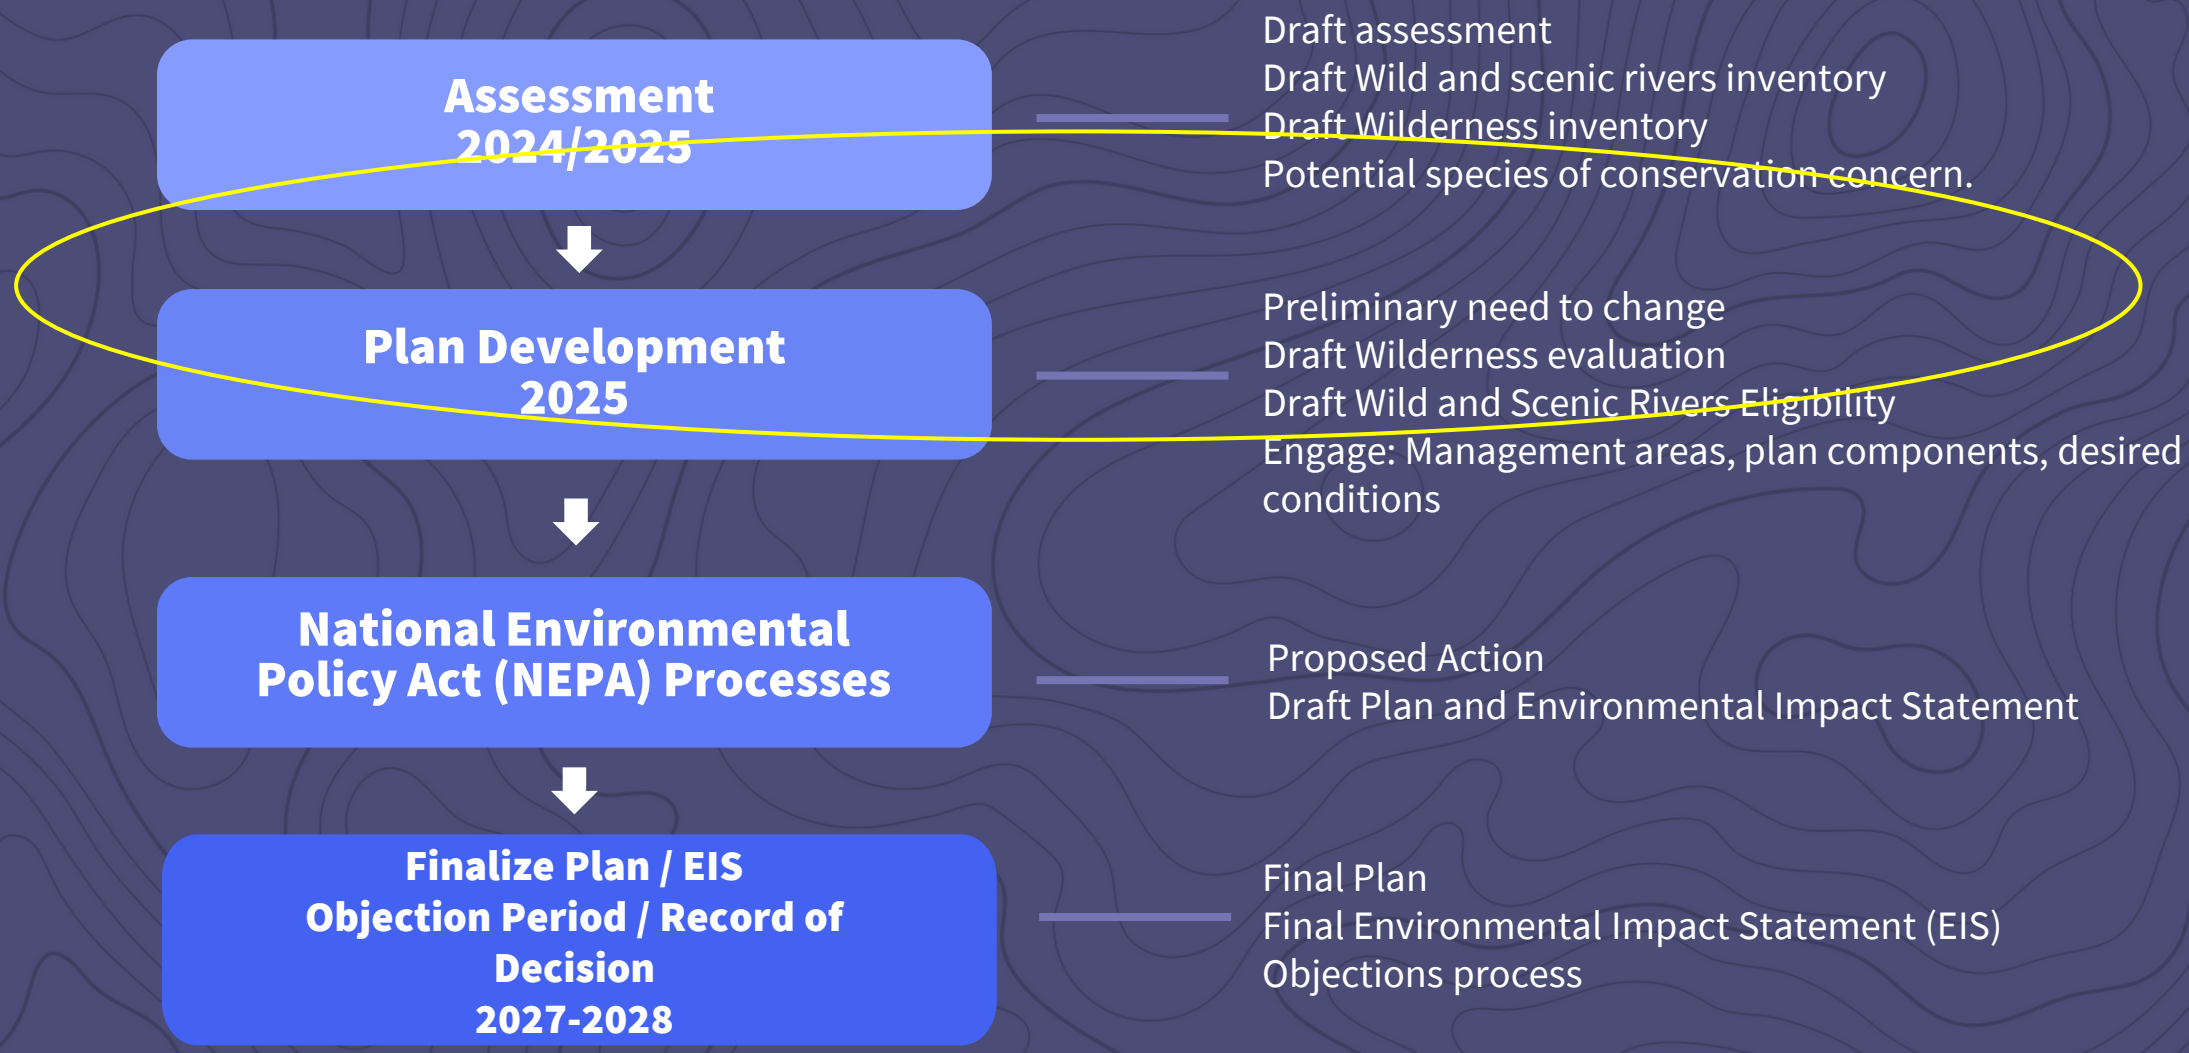 Assessment
2024/2025
Draft assessment
Draft Wild and scenic rivers inventory
Draft Wilderness inventory
Potential species of conservation concern.
Plan Development
2025
Preliminary need to change
Draft Wilderness evaluation
Draft Wild and Scenic Rivers Eligibility
Engage: Management areas, plan components, desired
conditions
National Environmental
Policy Act (NEPA) Processes
Proposed Action
Draft Plan and Environmental Impact Statement
Finalize Plan / EIS
Objection Period / Record of
Decision
2027-2028
Final Plan
Final Environmental Impact Statement (EIS)
Objections process